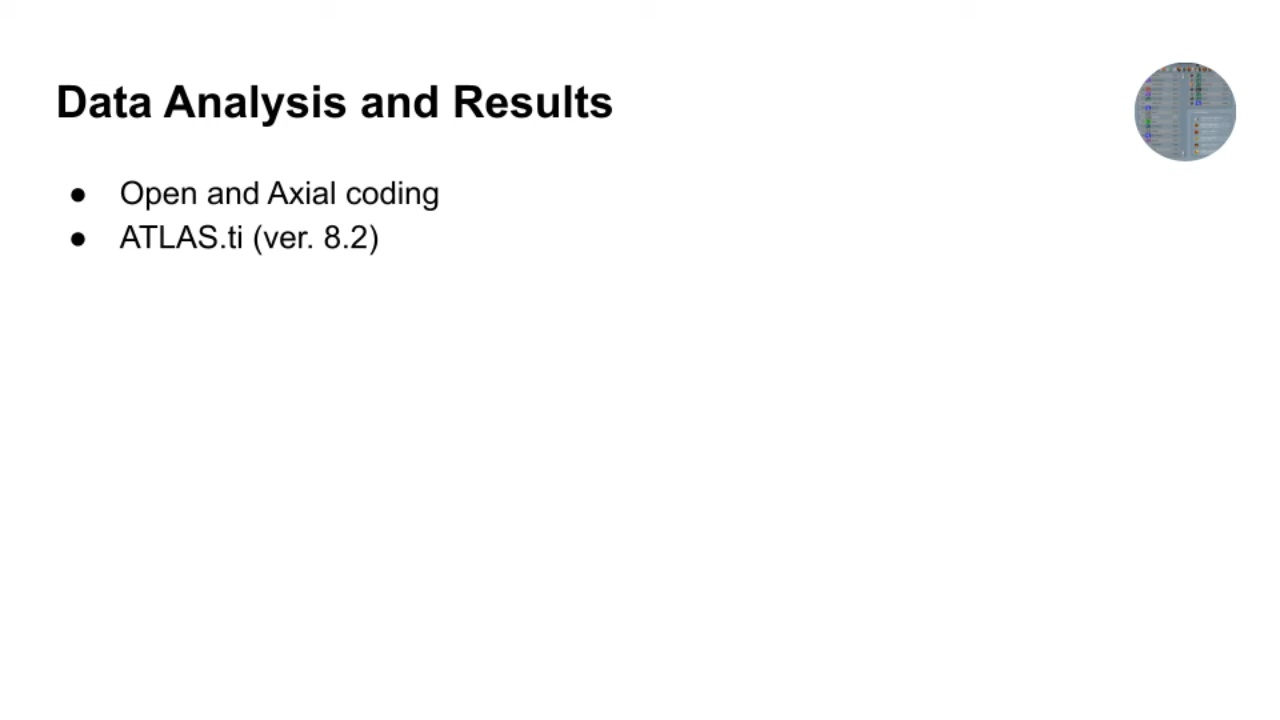 Data Analysis and Results
● Open and Axial coding
● ATLAS.ti (ver. 8.2)